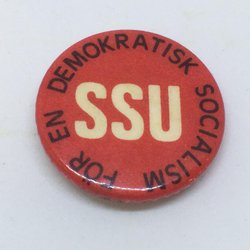 FÖR EN DEMOKRATISK SOCIALISM
SSU